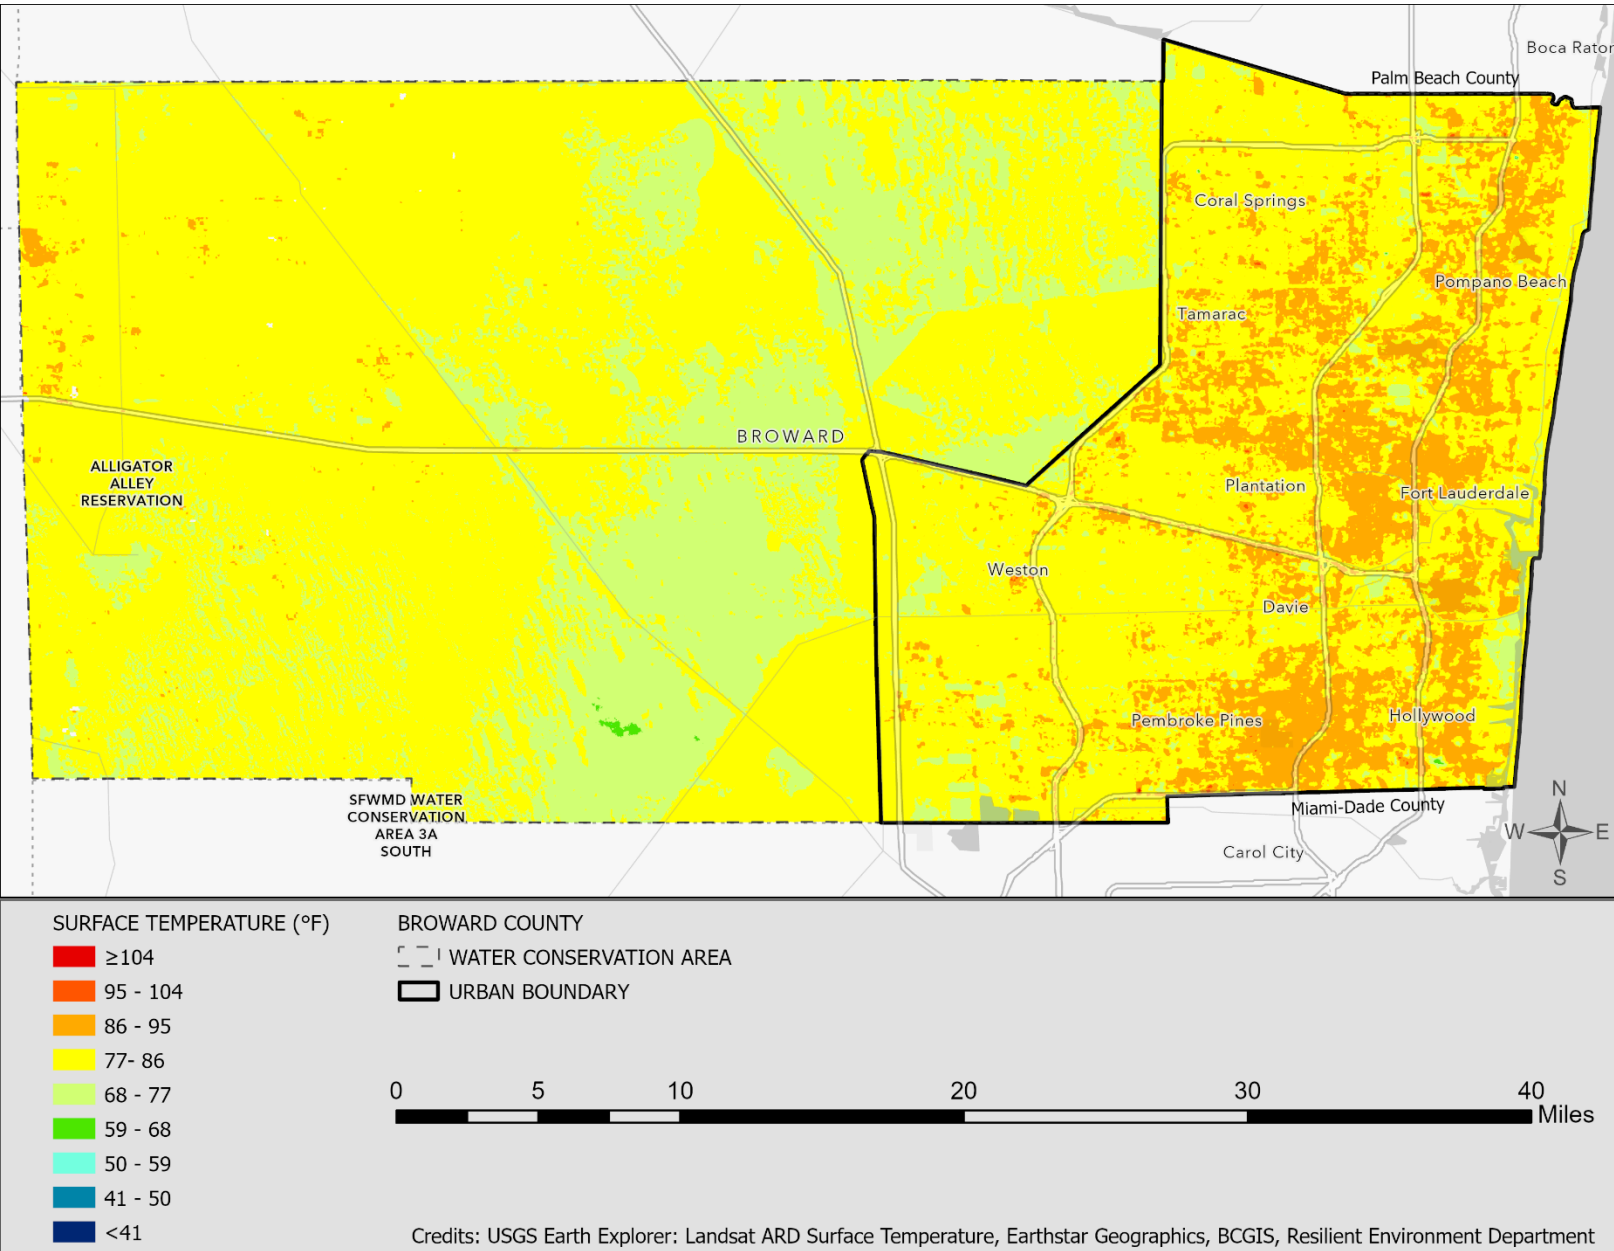 Boca Rator
Palm Beach County
Coral Springs
Pompano Beach
Tamarac
BROWARD
ALLIGATOR
ALLEY
RESERVATION
Plantation
Fort Lauderdale
Weston
Davie
Pembroke Pines
Hollywood
SFWMD WATER
CONSERVATION
AREA 3A
SOUTH
Miami-Dade County
Carol City
N
W E
S
SURFACE TEMPERATURE (°F)
≥104
95 - 104
86 - 95
77- 86
68 - 77
59 - 68
50 - 59
41 - 50
<41
BROWARD COUNTY
WATER CONSERVATION AREA
URBAN BOUNDARY
0 5 10 20 30 40
Miles
Credits: USGS Earth Explorer: Landsat ARD Surface Temperature, Earthstar Geographics, BCGIS, Resilient Environment Department